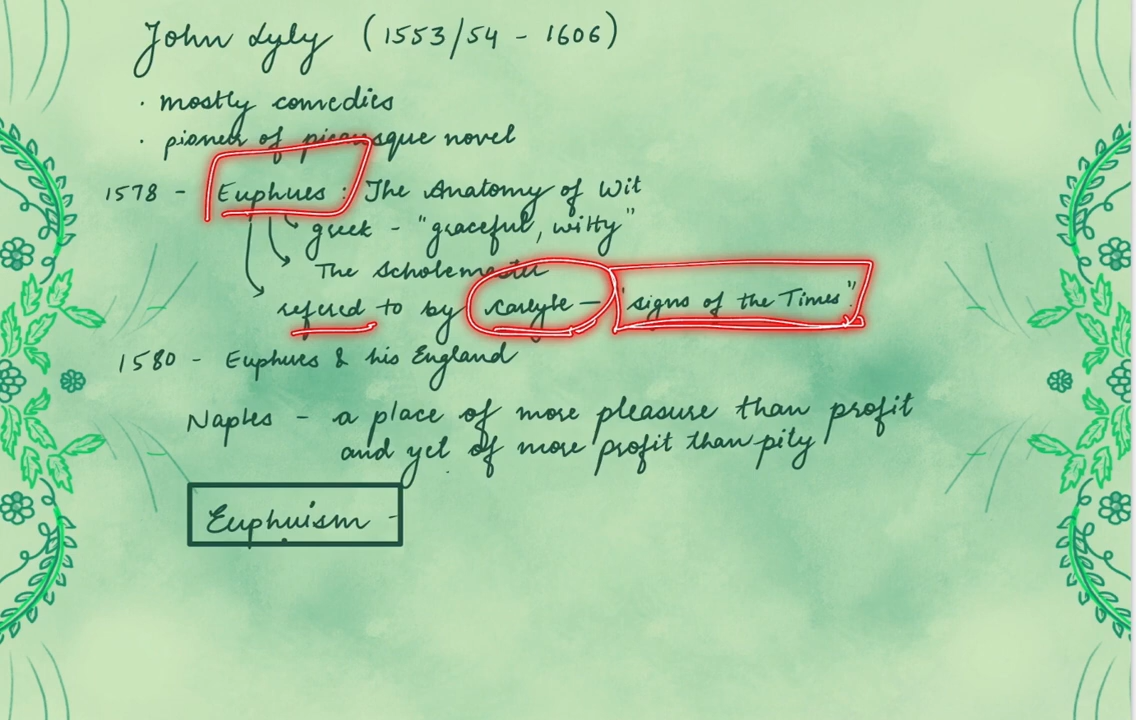 John Lyly (1553/54 - 1606)
· mostly comedies
· pioneer of picaresque novel
1578 - Euphues : The Anatomy of Wit
greek - "graceful, witty"
The Scholemaster
refered to by Carlyle - "signs of the Times".
1580 - Euphues & his England
Naples - a place of more pleasure than profit
and yet of more profit than pity
Euphuism -